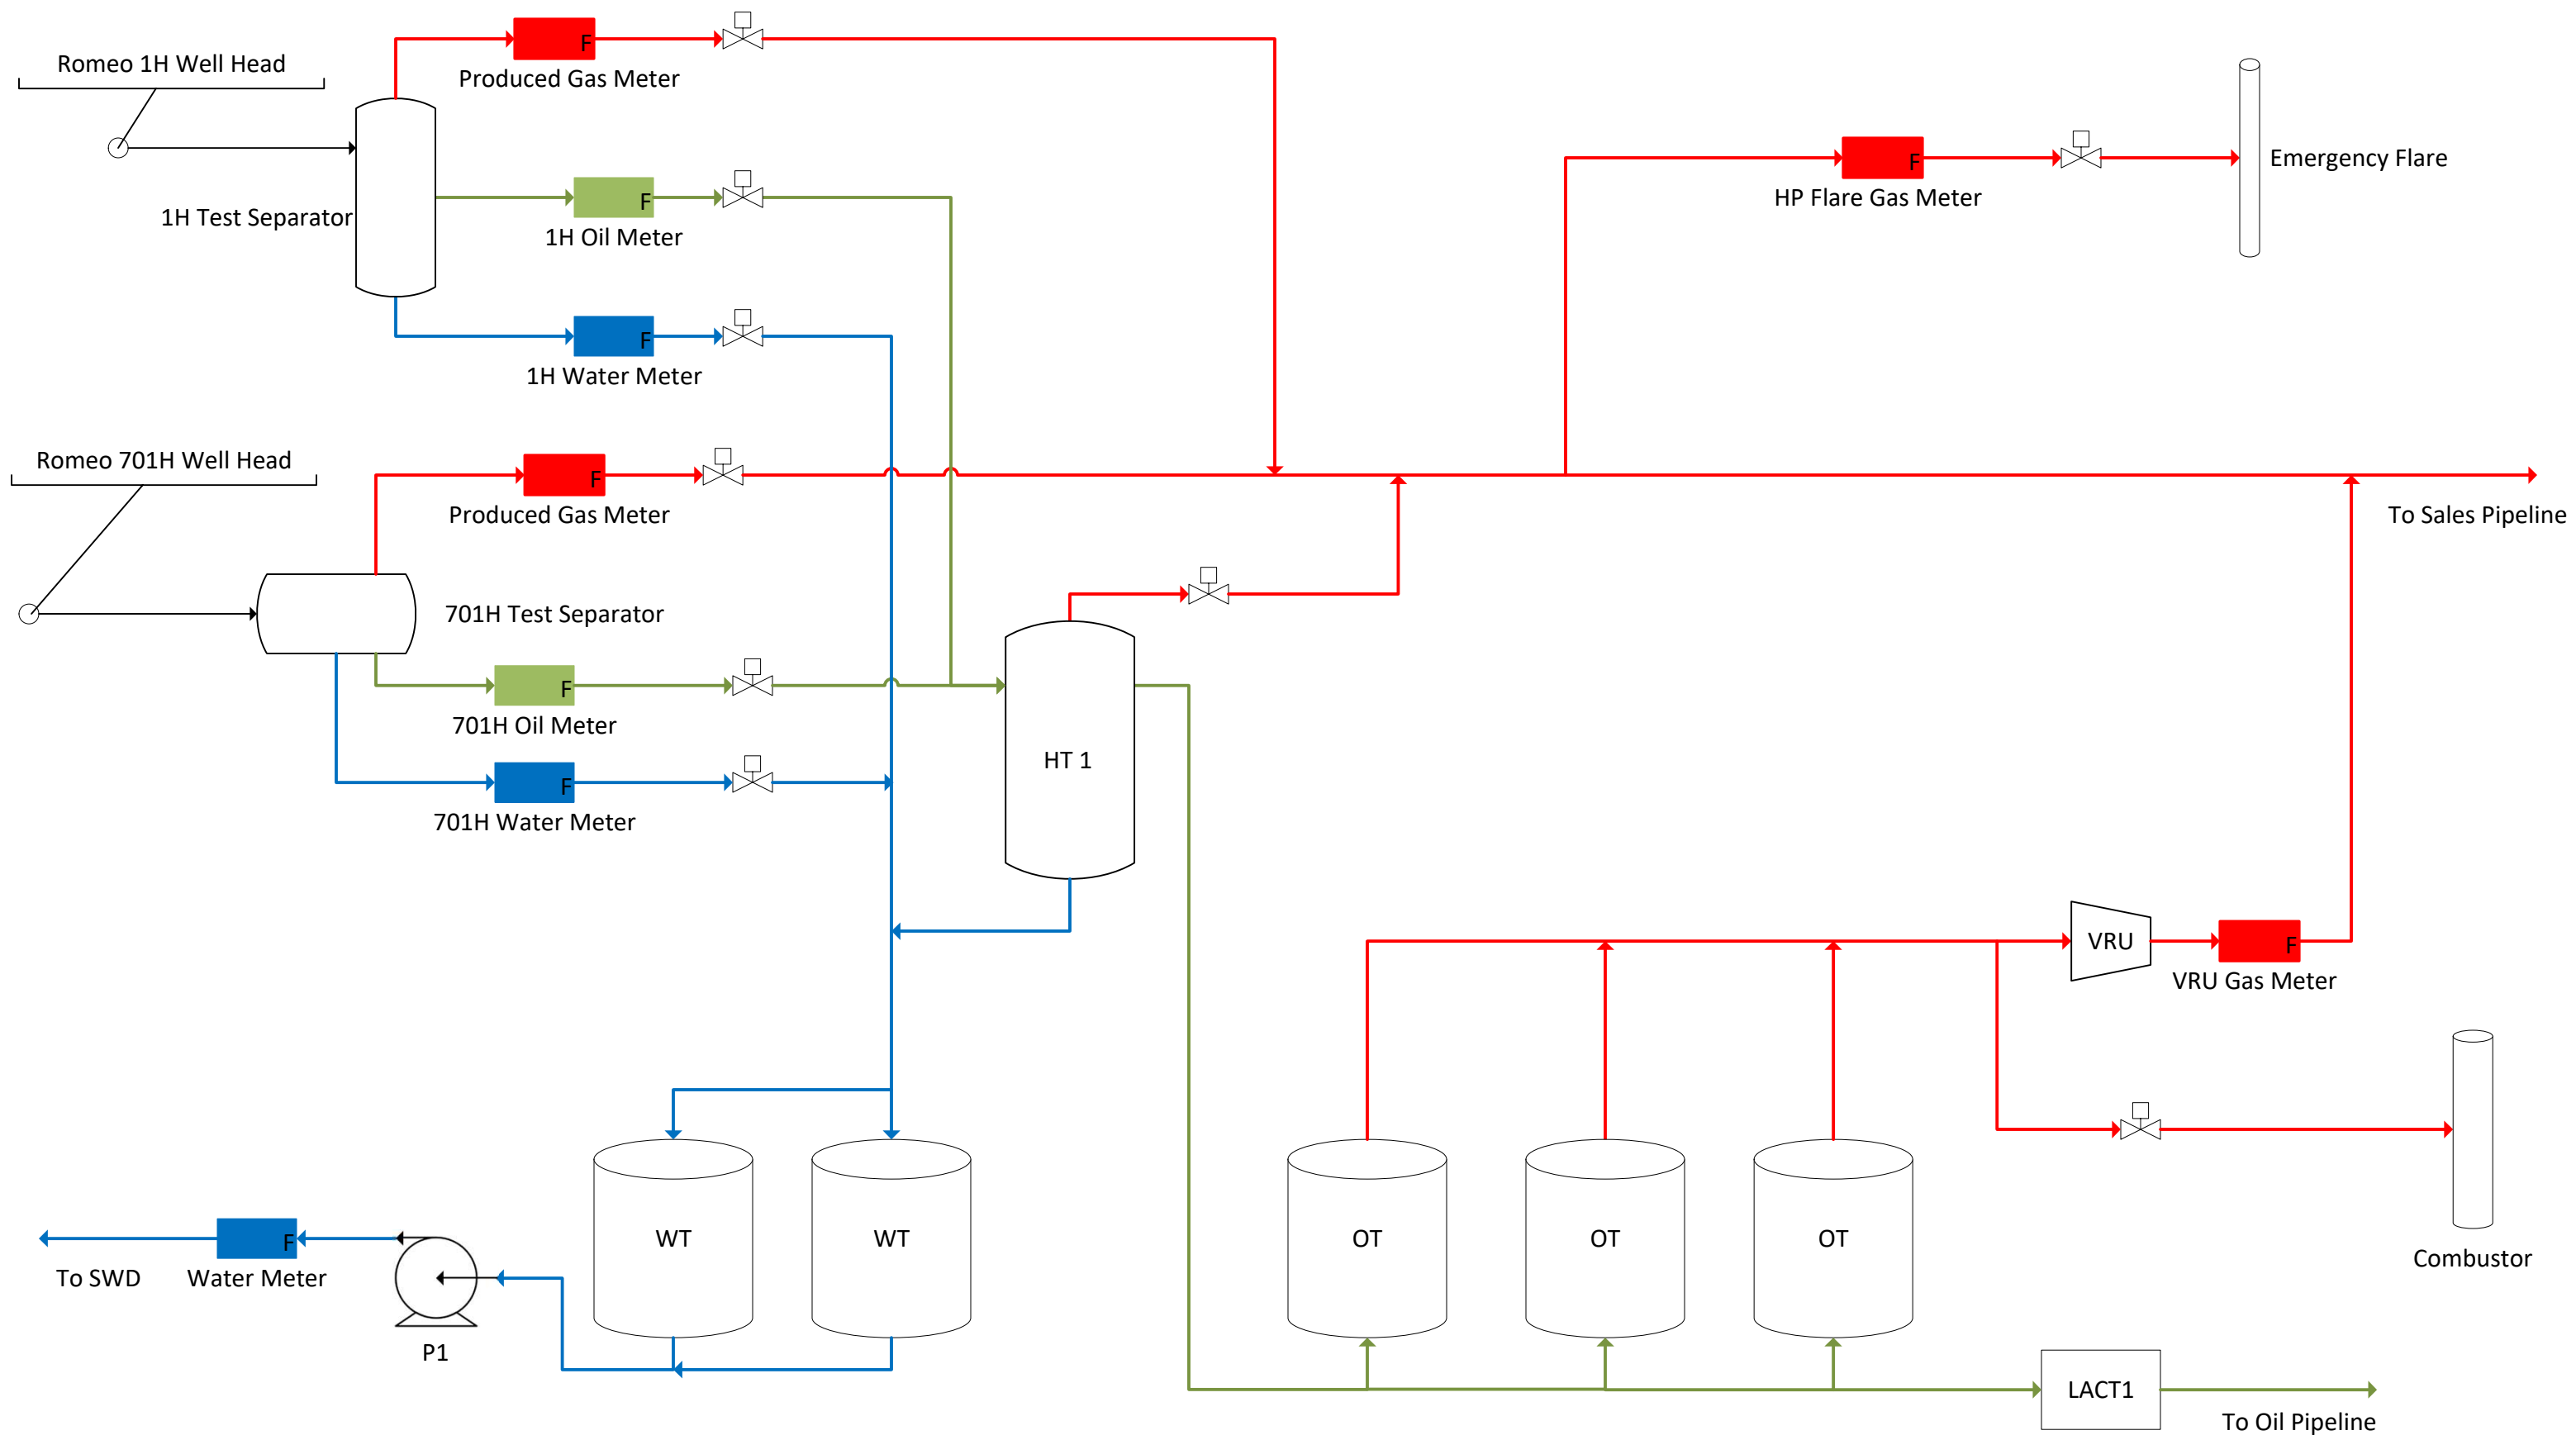 F
Produced Gas Meter
Romeo 1H Well Head
1H Test Separator
F
1H Oil Meter
F
1H Water Meter
F
HP Flare Gas Meter
Emergency Flare
Romeo 701H Well Head
F
Produced Gas Meter
To Sales Pipeline
701H Test Separator
F
701H Oil Meter
F
701H Water Meter
HT 1
VRU
F
VRU Gas Meter
Combustor
WT
WT
OT
OT
OT
F
To SWD
Water Meter
P1
LACT1
To Oil Pipeline